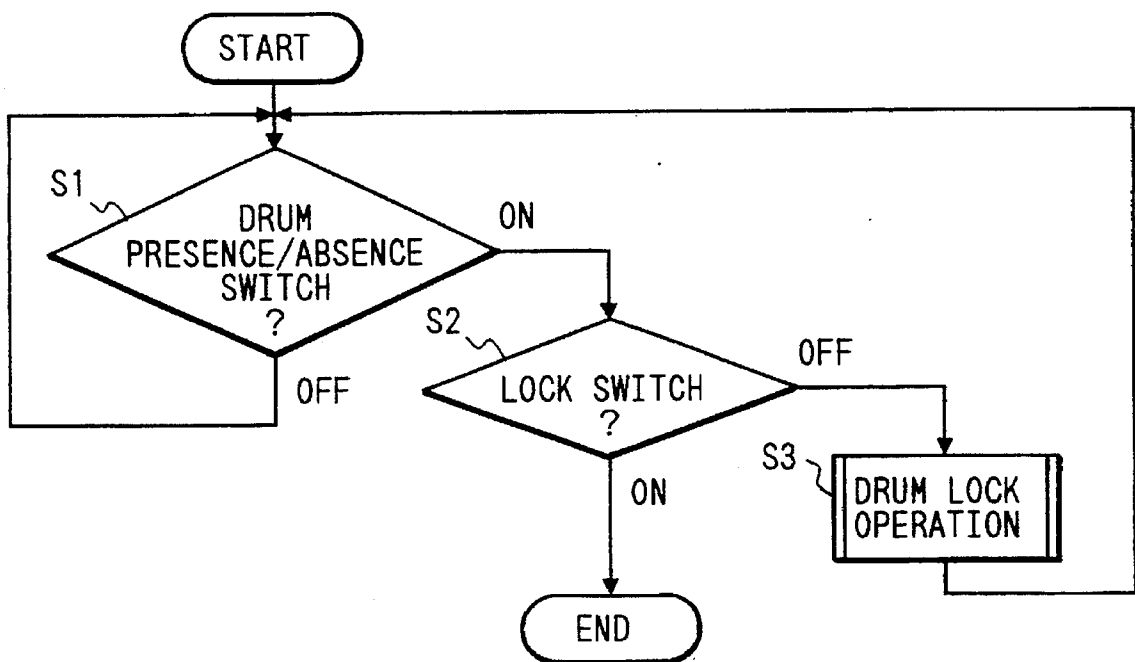 START
S1
DRUM
PRESENCE/ABSENCE
SWITCH
?
ON
OFF
S2
LOCK SWITCH
?
OFF
ON
S3
DRUM LOCK
OPERATION
END